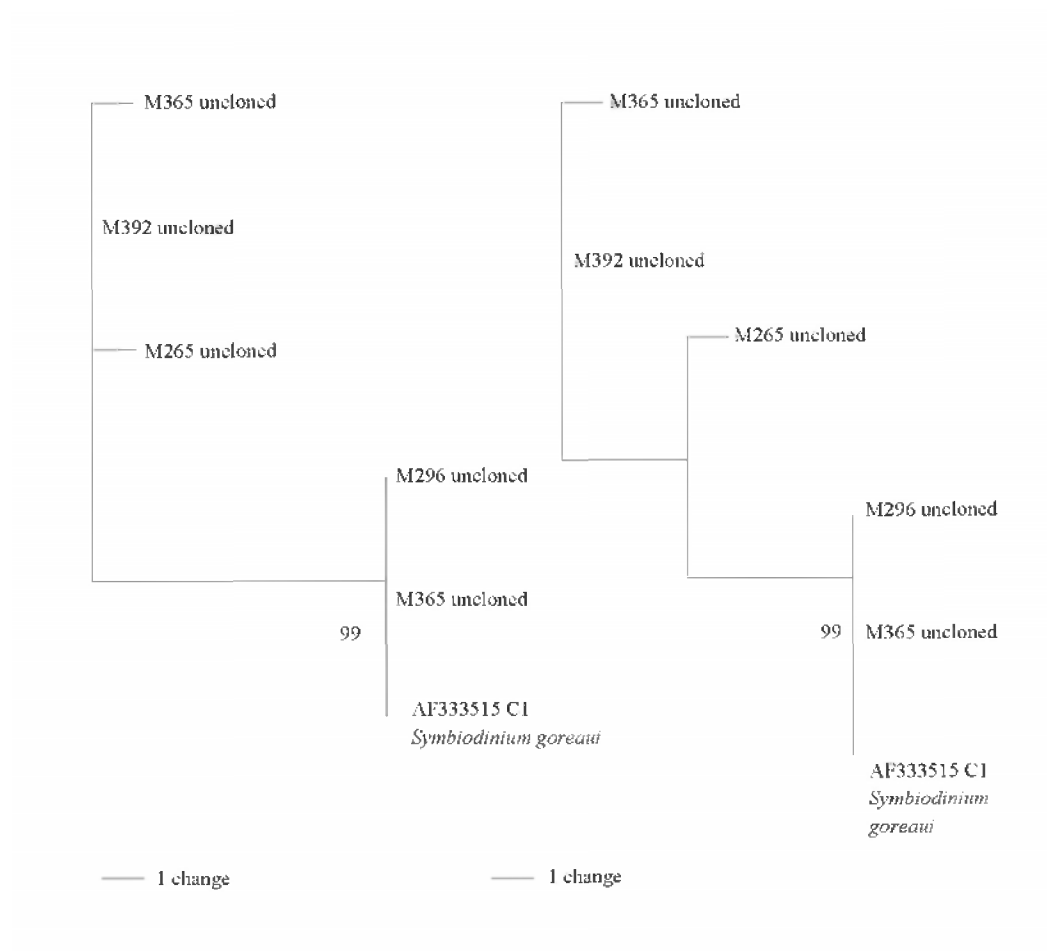 M365 uncloned
M392 uncloned
M265 uncloned
M296 uncloned
M365 uncloned
99
AF333515 C1
Symbiodinium goreaui
1 change
M365 uncloned
M392 uncloned
M265 uncloned
M296 uncloned
99
M365 uncloned
AF333515 C1
Symbiodinium
goreaui
1 change